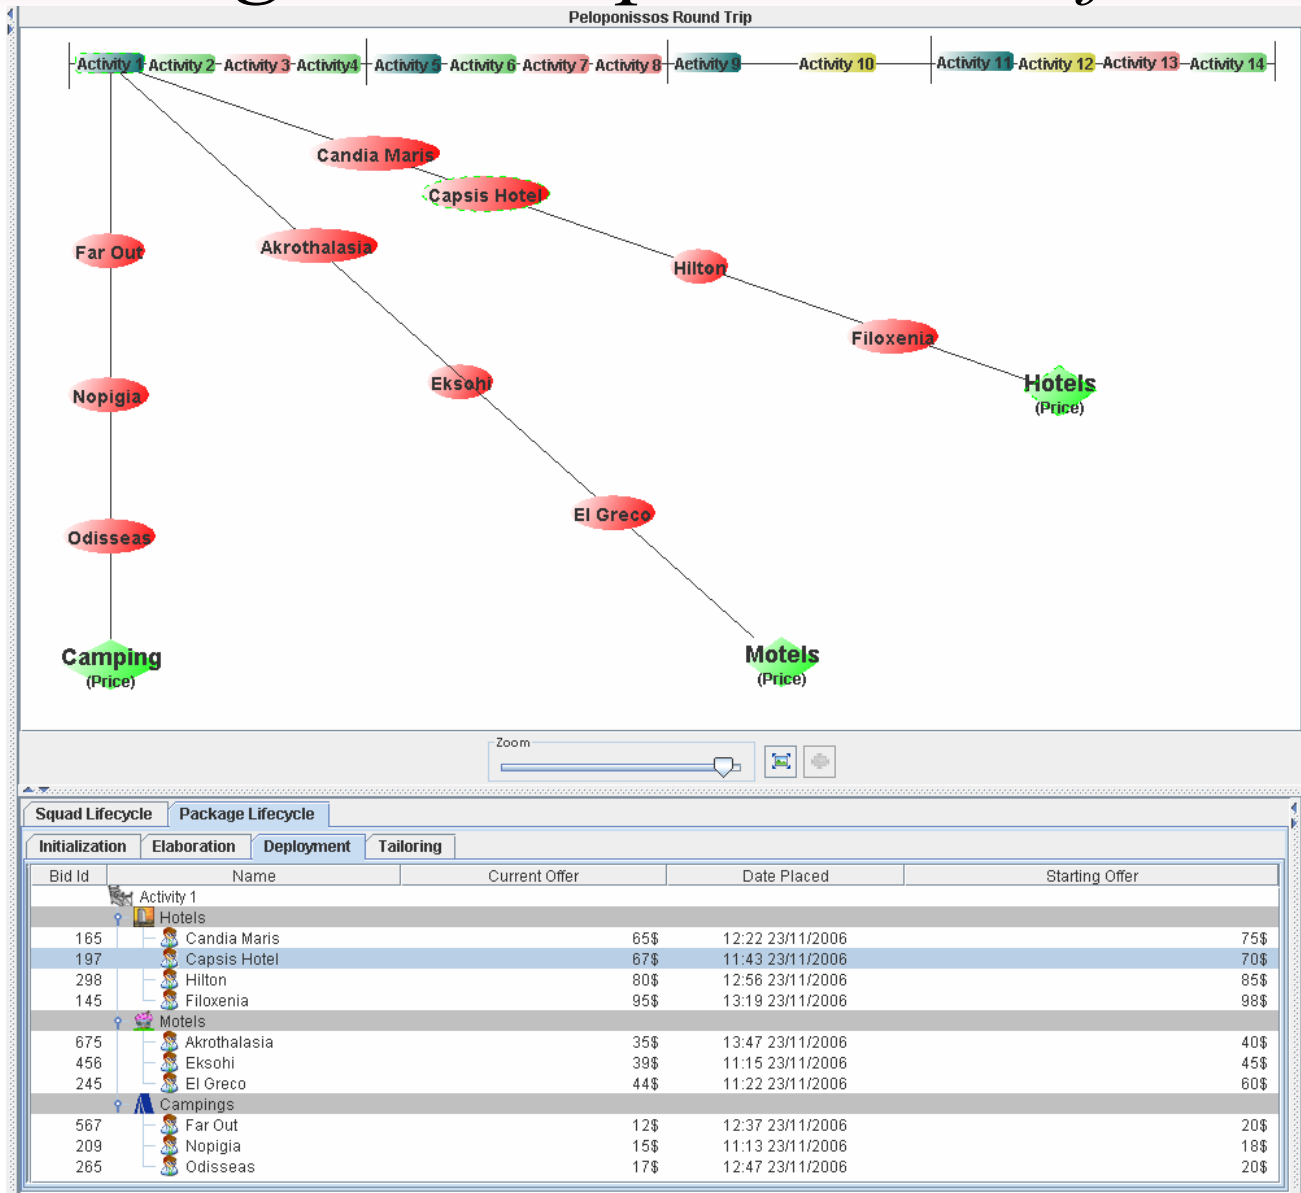 Peloponissos Round Trip
Activity 1 Activity 2 Activity 3 Activity4 Activity 5 Activity 6 Activity 7 Activity 8 Activity 9 Activity 10 Activity 11 Activity 12 Activity 13 Activity 14
Candia Maris
Capsis Hotel
Far Out
Akrothalasia
Hilton
Filoxenia
Hotels
(Price)
Nopigia
Eksohi
El Greco
Odisseas
Camping
(Price)
Motels
(Price)
Zoom
Squad Lifecycle Package Lifecycle
Initialization Elaboration Deployment Tailoring
Bid Id Name Current Offer Date Placed Starting Offer
Activity 1
Hotels
165 Candia Maris 65$ 12:22 23/11/2006 75$
197 Capsis Hotel 67$ 11:43 23/11/2006 70$
298 Hilton 80$ 12:56 23/11/2006 85$
145 Filoxenia 95$ 13:19 23/11/2006 98$
Motels
675 Akrothalasia 35$ 13:47 23/11/2006 40$
456 Eksohi 39$ 11:15 23/11/2006 45$
245 El Greco 44$ 11:22 23/11/2006 60$
Campings
567 Far Out 12$ 12:37 23/11/2006 20$
209 Nopigia 15$ 11:13 23/11/2006 18$
265 Odisseas 17$ 12:47 23/11/2006 20$